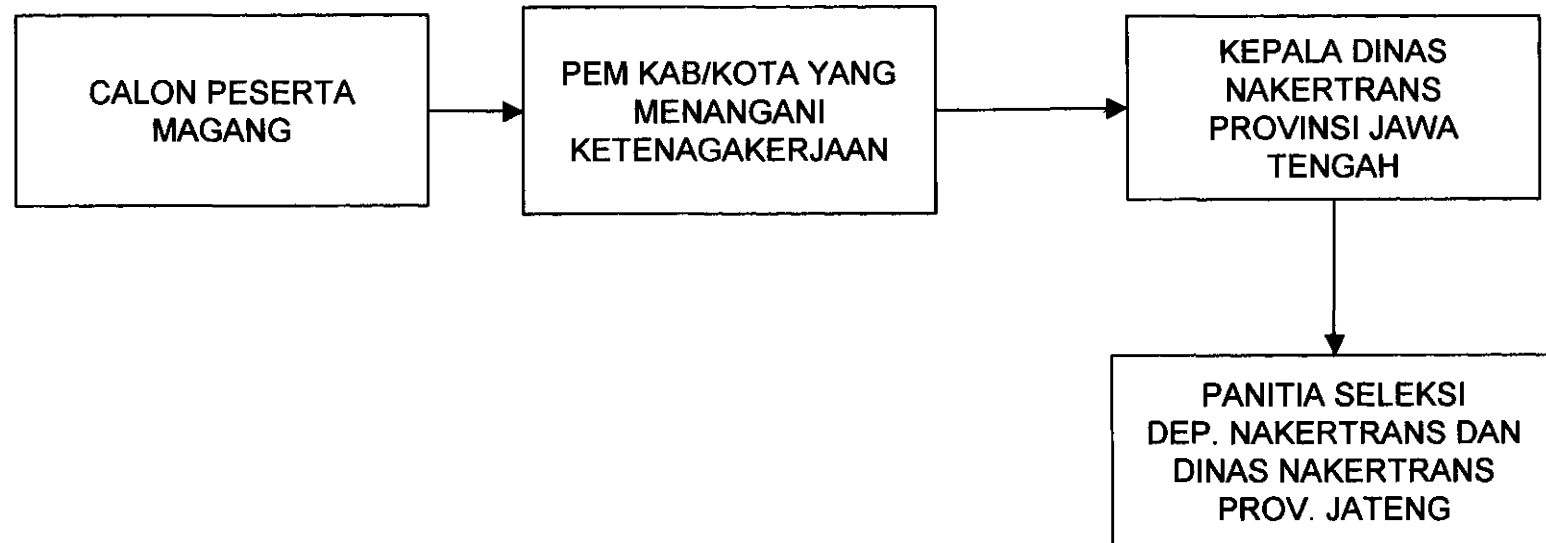 CALON PESERTA
MAGANG
PEM KAB/KOTA YANG
MENANGANI
KETENAGAKERJAAN
KEPALA DINAS
NAKERTRANS
PROVINSI JAWA
TENGAH
PANITIA SELEKSI
DEP. NAKERTRANS DAN
DINAS NAKERTRANS
PROV. JATENG